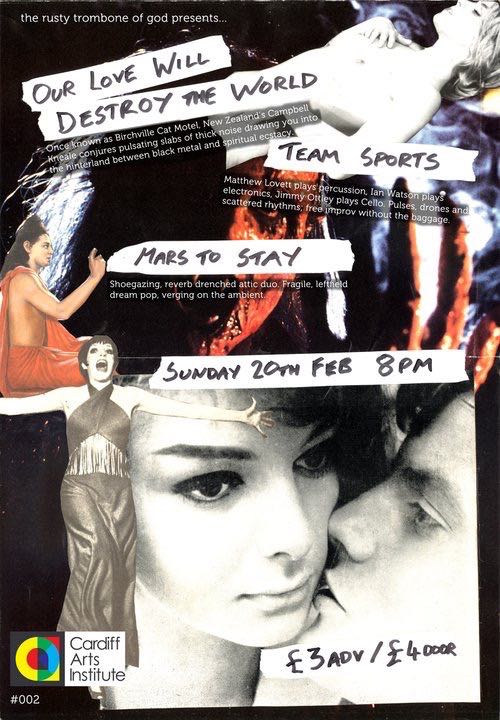 the rusty trombone of god presents...
OUR LOVE WILL
DESTROY THE WORLD
Once known as Birchville Cat Motel, New Zealand's Campbell
Kneale conjures pulsating slabs of thick noise drawing you into
the hinterland between black metal and spiritual ecstacy.
TEAM SPORTS
Matthew Lovett plays percussion, Ian Watson plays
electronics, Jimmy Ottley plays Cello. Pulses, drones and
scattered rhythms, free improv without the baggage.
MARS TO STAY
Shoegazing, reverb drenched attic duo. Fragile, leftfield
dream pop, verging on the ambient.
SUNDAY 20TH FEB 8PM
£3 ADV / £4 DOOR
Cardiff
Arts
Institute
#002